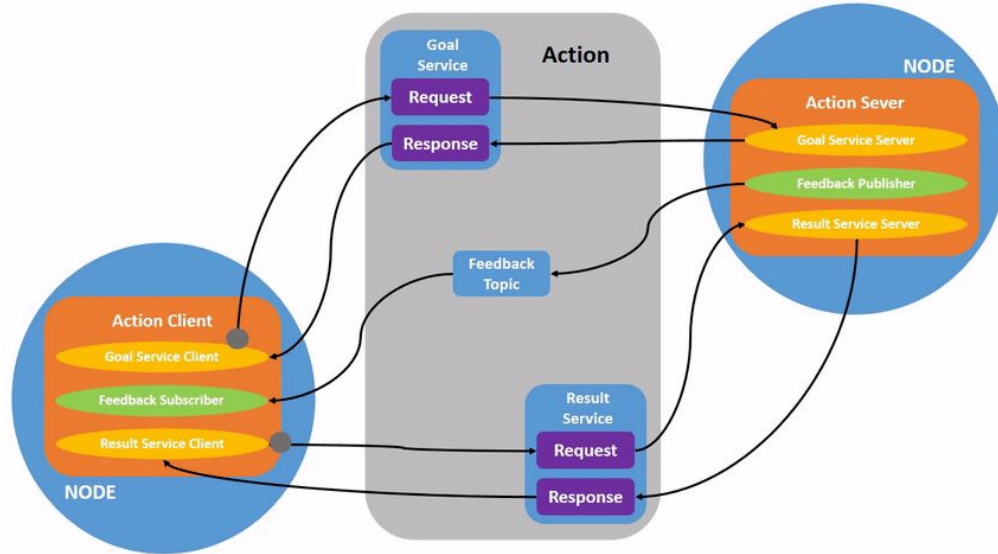 Goal
Service
Request
Response
Action
NODE
Action Sever
Goal Service Server
Feedback Publisher
Result Service Server
Feedback
Topic
Action Client
Goal Service Client
Feedback Subscriber
Result Service Client
NODE
Result
Service
Request
Response